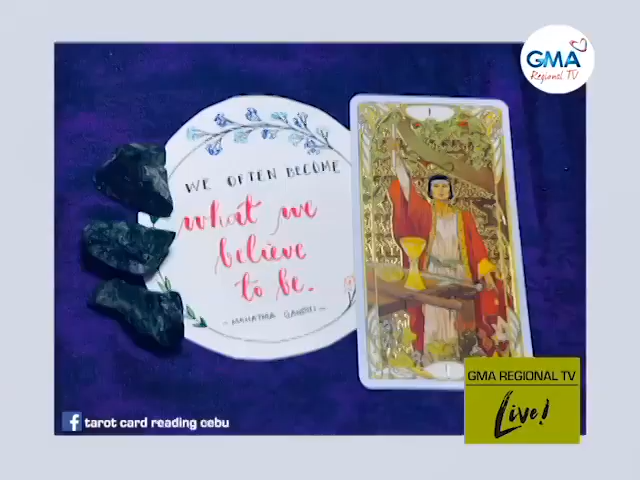 GMA
Regional TV
WE OFTEN BECOME
what we
believe
to be.
- MAHATMA GANDHI -
I
I
tarot card reading cebu
GMA REGIONAL TV
Live!